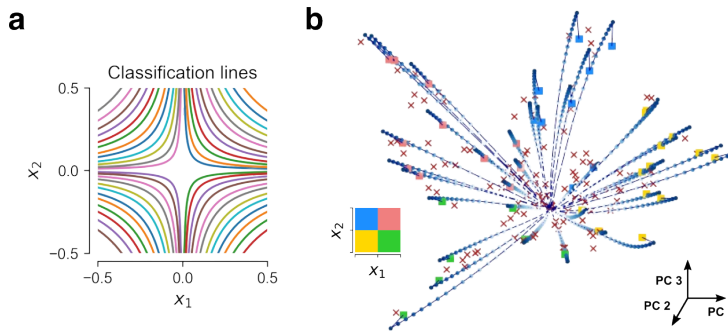 a
b
Classification lines
0.5
0.0
−0.5
x₂
−0.5
0.0
0.5
x₁
x₂
x₁
PC 3
PC 2
PC